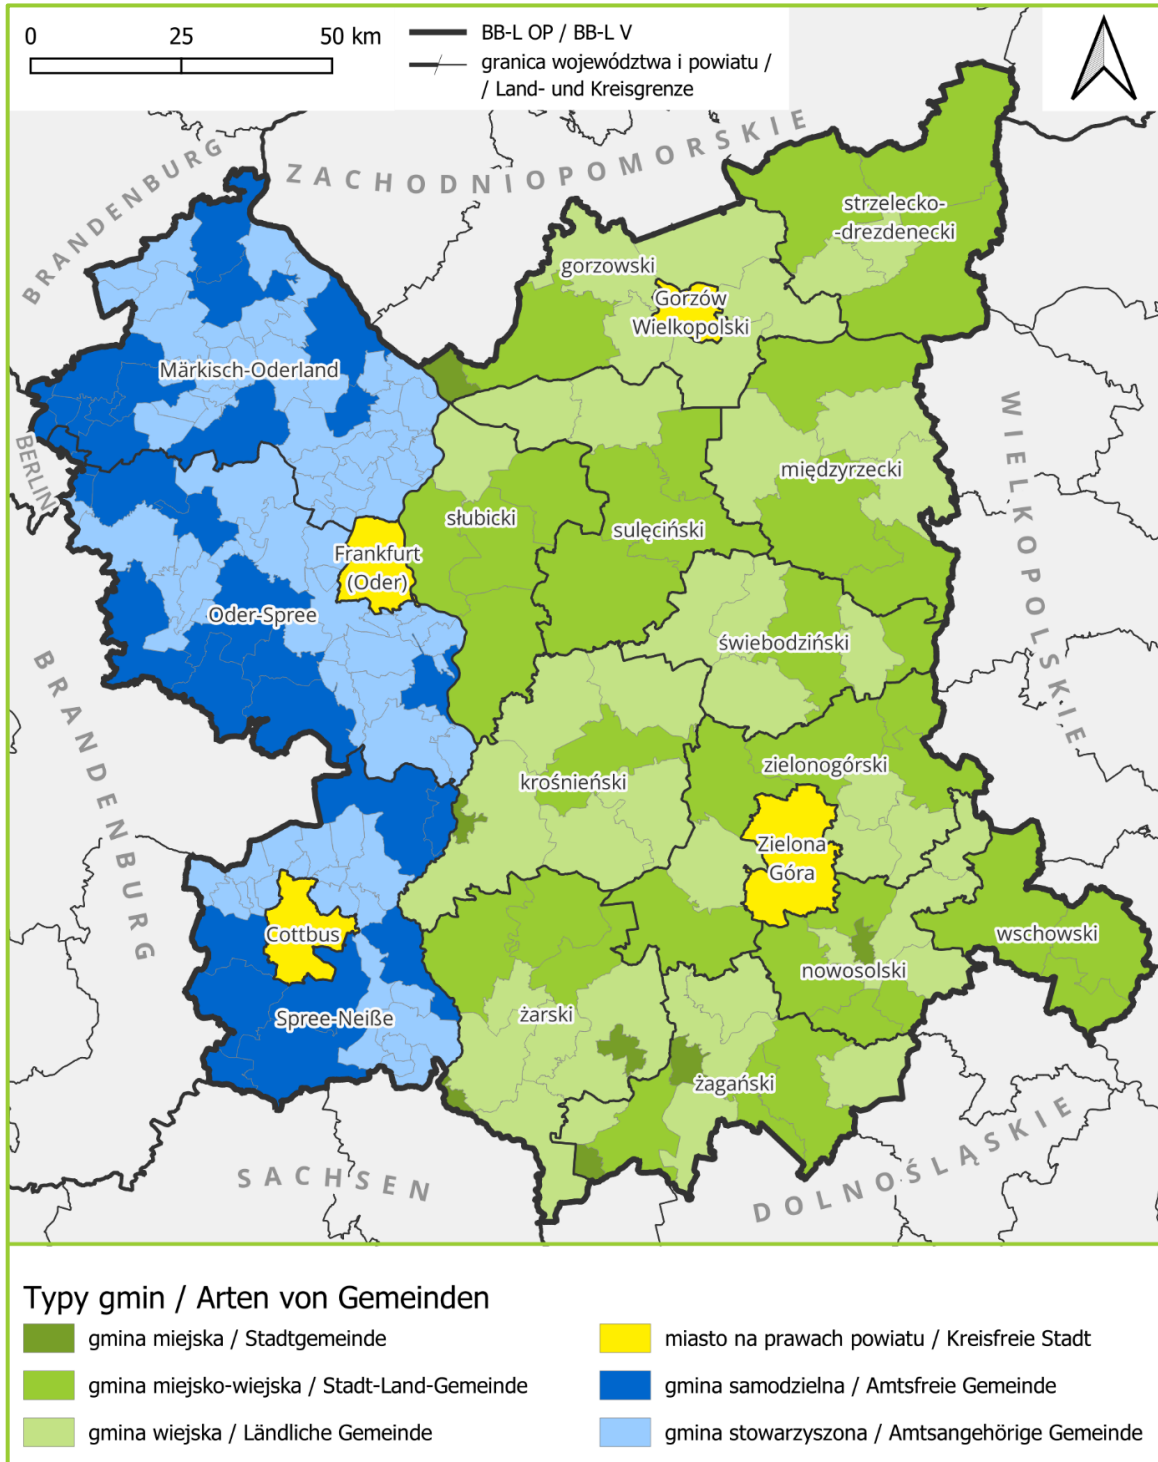 0 25 50 km
BB-L OP / BB-L V
granica województwa i powiatu /
/ Land- und Kreisgrenze
BRANDENBURG
ZACHODNIOPOMORSKIE
strzelecko-
-drezdenecki
gorzowski
Gorzów
Wielkopolski
Märkisch-Oderland
BERLIN
WIELKOPOLSKIE
międzyrzecki
słubicki
sulęciński
Frankfurt
(Oder)
Oder-Spree
świebodziński
BRANDENBURG
zielonogórski
krośnieński
Zielona
Góra
Cottbus
wschowski
nowosolski
Spree-Neiße
żarski
żagański
SACHSEN
DOLNOŚLĄSKIE
Typy gmin / Arten von Gemeinden
gmina miejska / Stadtgemeinde
gmina miejsko-wiejska / Stadt-Land-Gemeinde
gmina wiejska / Ländliche Gemeinde
miasto na prawach powiatu / Kreisfreie Stadt
gmina samodzielna / Amtsfreie Gemeinde
gmina stowarzyszona / Amtsangehörige Gemeinde